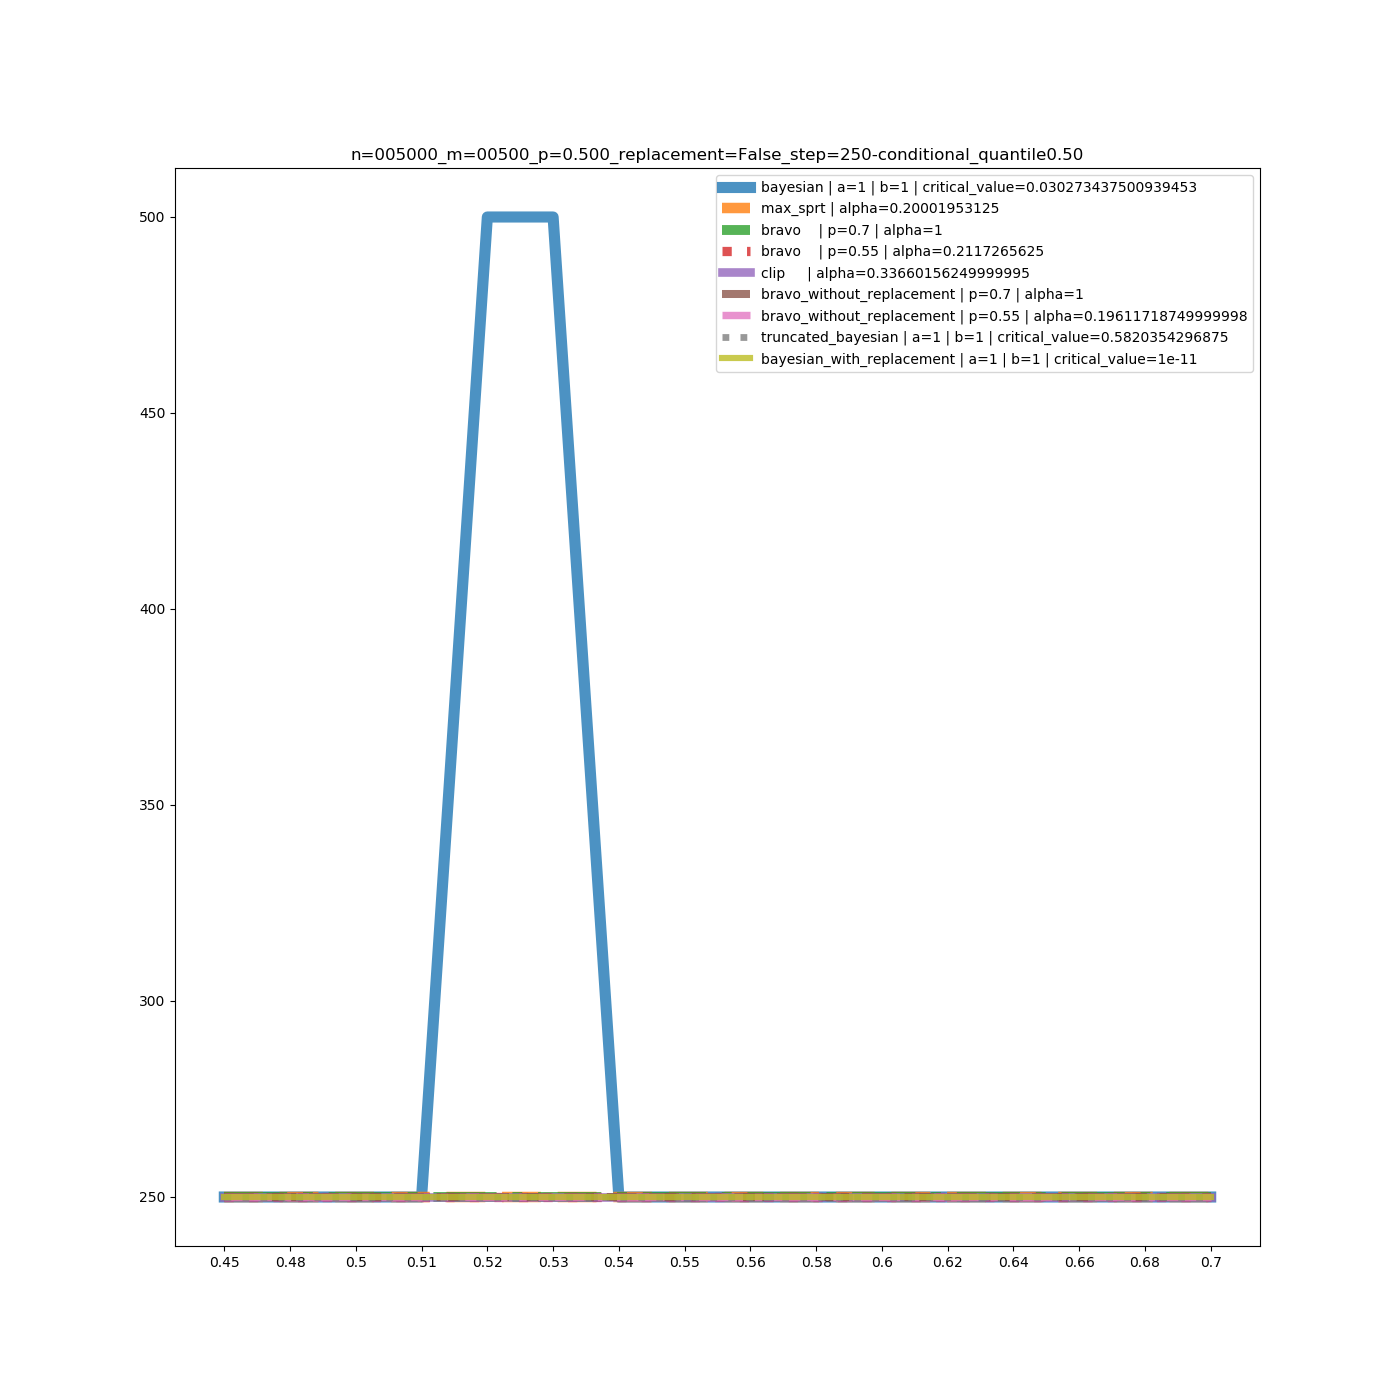 n=005000_m=00500_p=0.500_replacement=False_step=250-conditional_quantile0.50
bayesian | a=1 | b=1 | critical_value=0.030273437500939453
max_sprt | alpha=0.20001953125
bravo    | p=0.7 | alpha=1
bravo    | p=0.55 | alpha=0.2117265625
clip     | alpha=0.33660156249999995
bravo_without_replacement | p=0.7 | alpha=1
bravo_without_replacement | p=0.55 | alpha=0.19611718749999998
truncated_bayesian | a=1 | b=1 | critical_value=0.5820354296875
bayesian_with_replacement | a=1 | b=1 | critical_value=1e-11
500
450
400
350
300
250
0.45 0.48 0.5 0.51 0.52 0.53 0.54 0.55 0.56 0.58 0.6 0.62 0.64 0.66 0.68 0.7